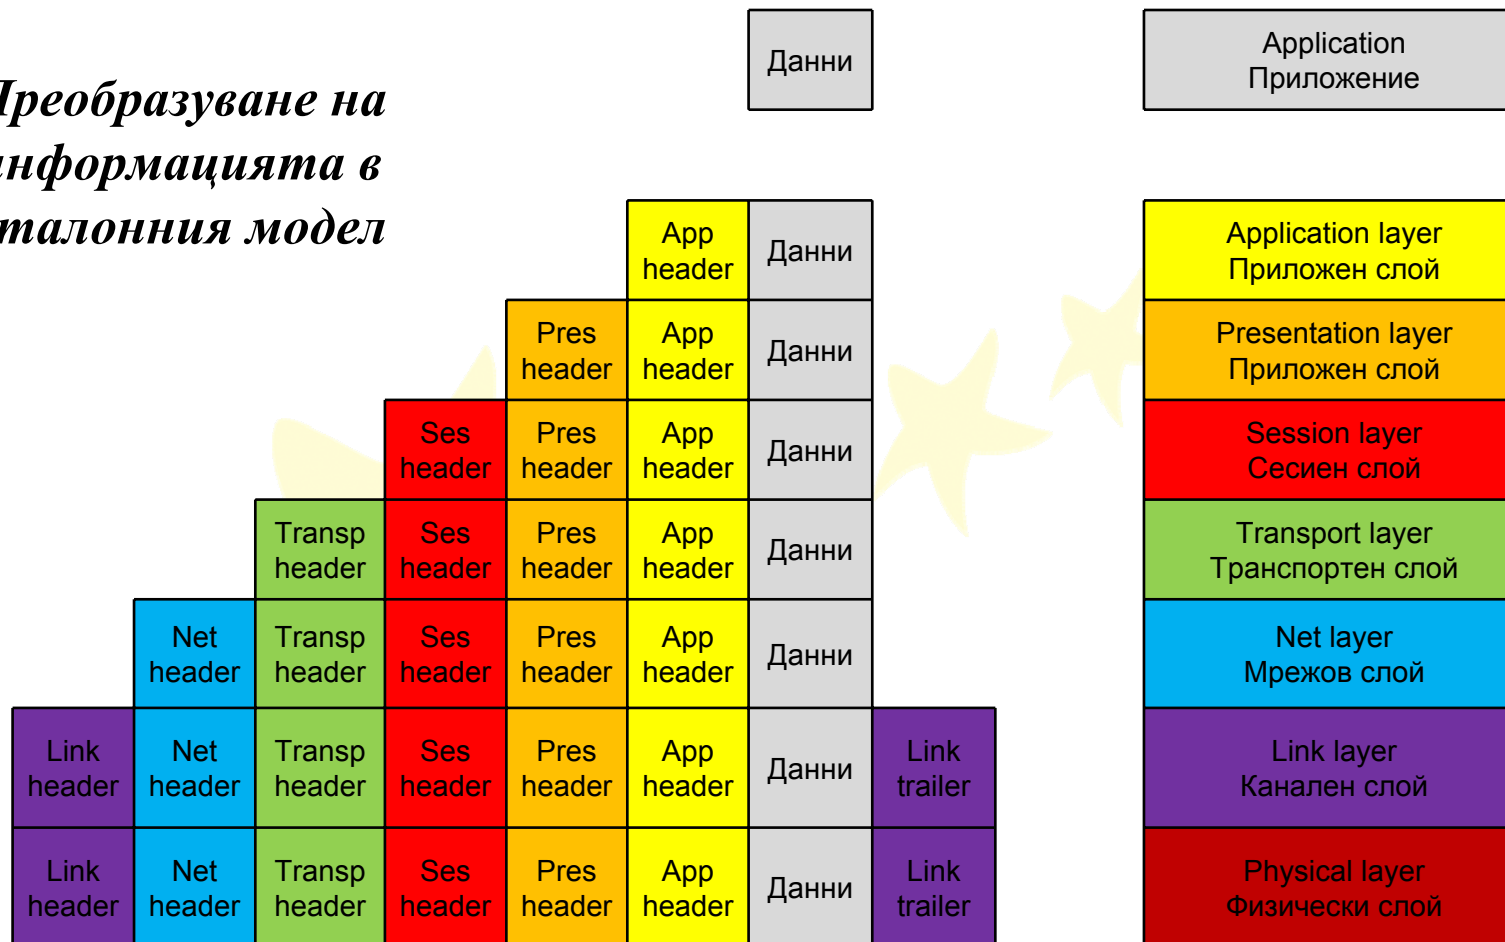 Преобразуване на
информацията в
еталонния модел
Данни
Application
Приложение
App
header
Данни
Application layer
Приложен слой
Pres
header
App
header
Данни
Presentation layer
Приложен слой
Ses
header
Pres
header
App
header
Данни
Session layer
Сесиен слой
Transp
header
Ses
header
Pres
header
App
header
Данни
Transport layer
Транспортен слой
Net
header
Transp
header
Ses
header
Pres
header
App
header
Данни
Net layer
Мрежов слой
Link
header
Net
header
Transp
header
Ses
header
Pres
header
App
header
Данни
Link
trailer
Link layer
Канален слой
Link
header
Net
header
Transp
header
Ses
header
Pres
header
App
header
Данни
Link
trailer
Physical layer
Физически слой